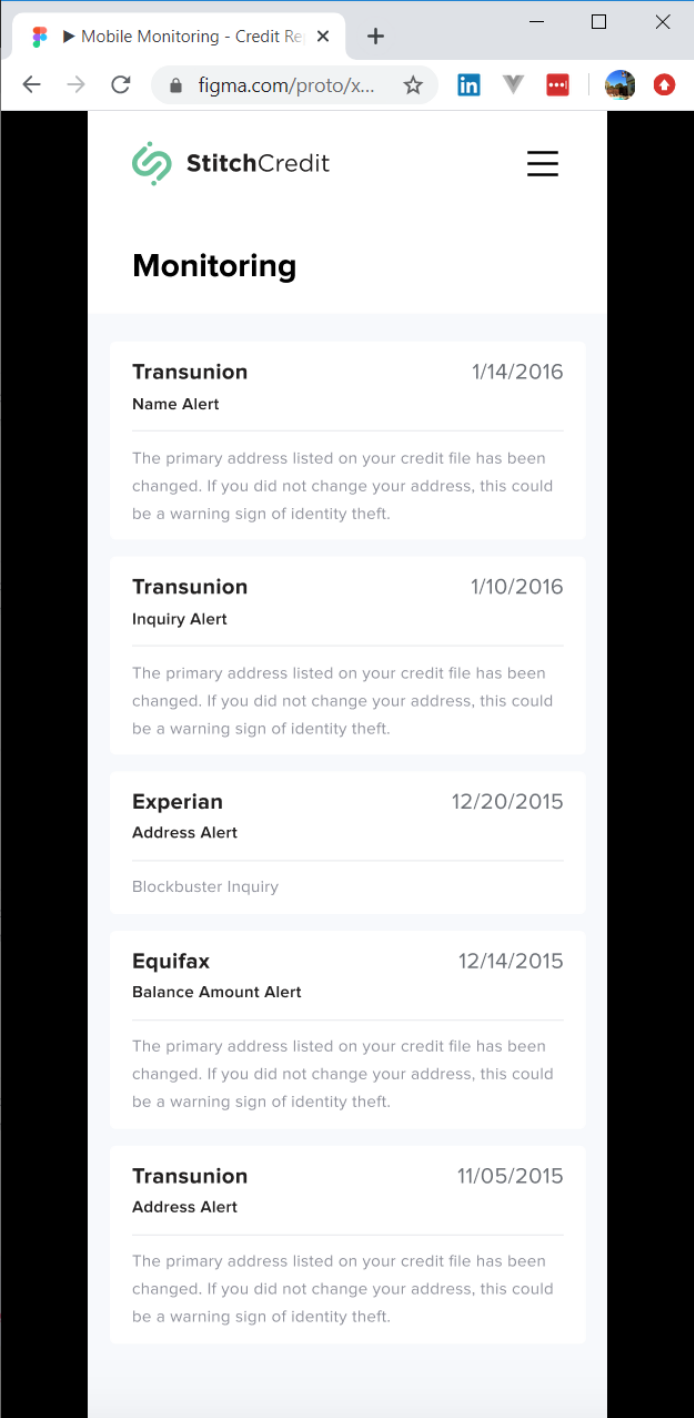 Mobile Monitoring - Credit Re
figma.com/proto/x...
StitchCredit
Monitoring
Transunion 1/14/2016
Name Alert
The primary address listed on your credit file has been
changed. If you did not change your address, this could
be a warning sign of identity theft.
Transunion 1/10/2016
Inquiry Alert
The primary address listed on your credit file has been
changed. If you did not change your address, this could
be a warning sign of identity theft.
Experian 12/20/2015
Address Alert
Blockbuster Inquiry
Equifax 12/14/2015
Balance Amount Alert
The primary address listed on your credit file has been
changed. If you did not change your address, this could
be a warning sign of identity theft.
Transunion 11/05/2015
Address Alert
The primary address listed on your credit file has been
changed. If you did not change your address, this could
be a warning sign of identity theft.